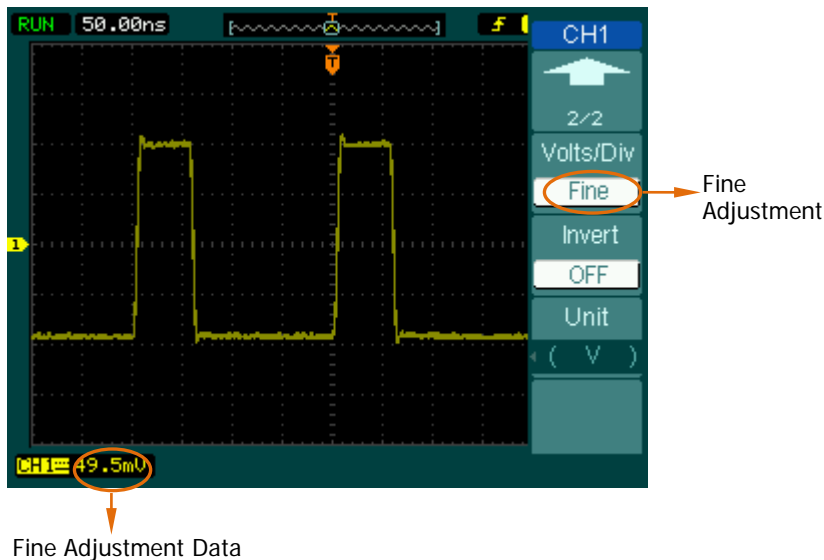 RUN 50.00ns
T
CH1
2/2
Volts/Div
Fine
Invert
OFF
Unit
( V )
1
CH1 49.5mV
Fine
Adjustment
Fine Adjustment Data